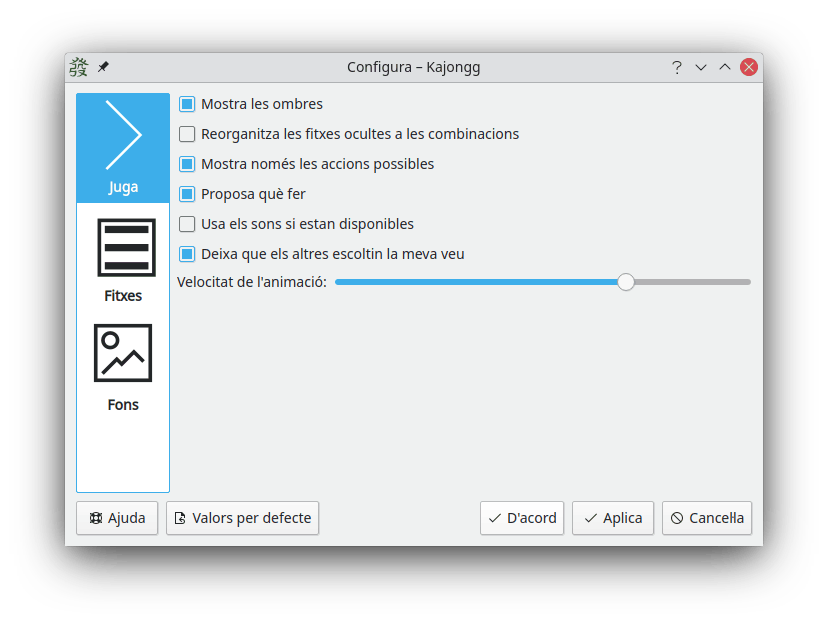 發
Configura – Kajongg
?
Juga
Fitxes
Fons
Mostra les ombres
Reorganitza les fitxes ocultes a les combinacions
Mostra només les accions possibles
Proposa què fer
Usa els sons si estan disponibles
Deixa que els altres escoltin la meva veu
Velocitat de l'animació:
Ajuda
Valors per defecte
D'acord
Aplica
Cancel·la